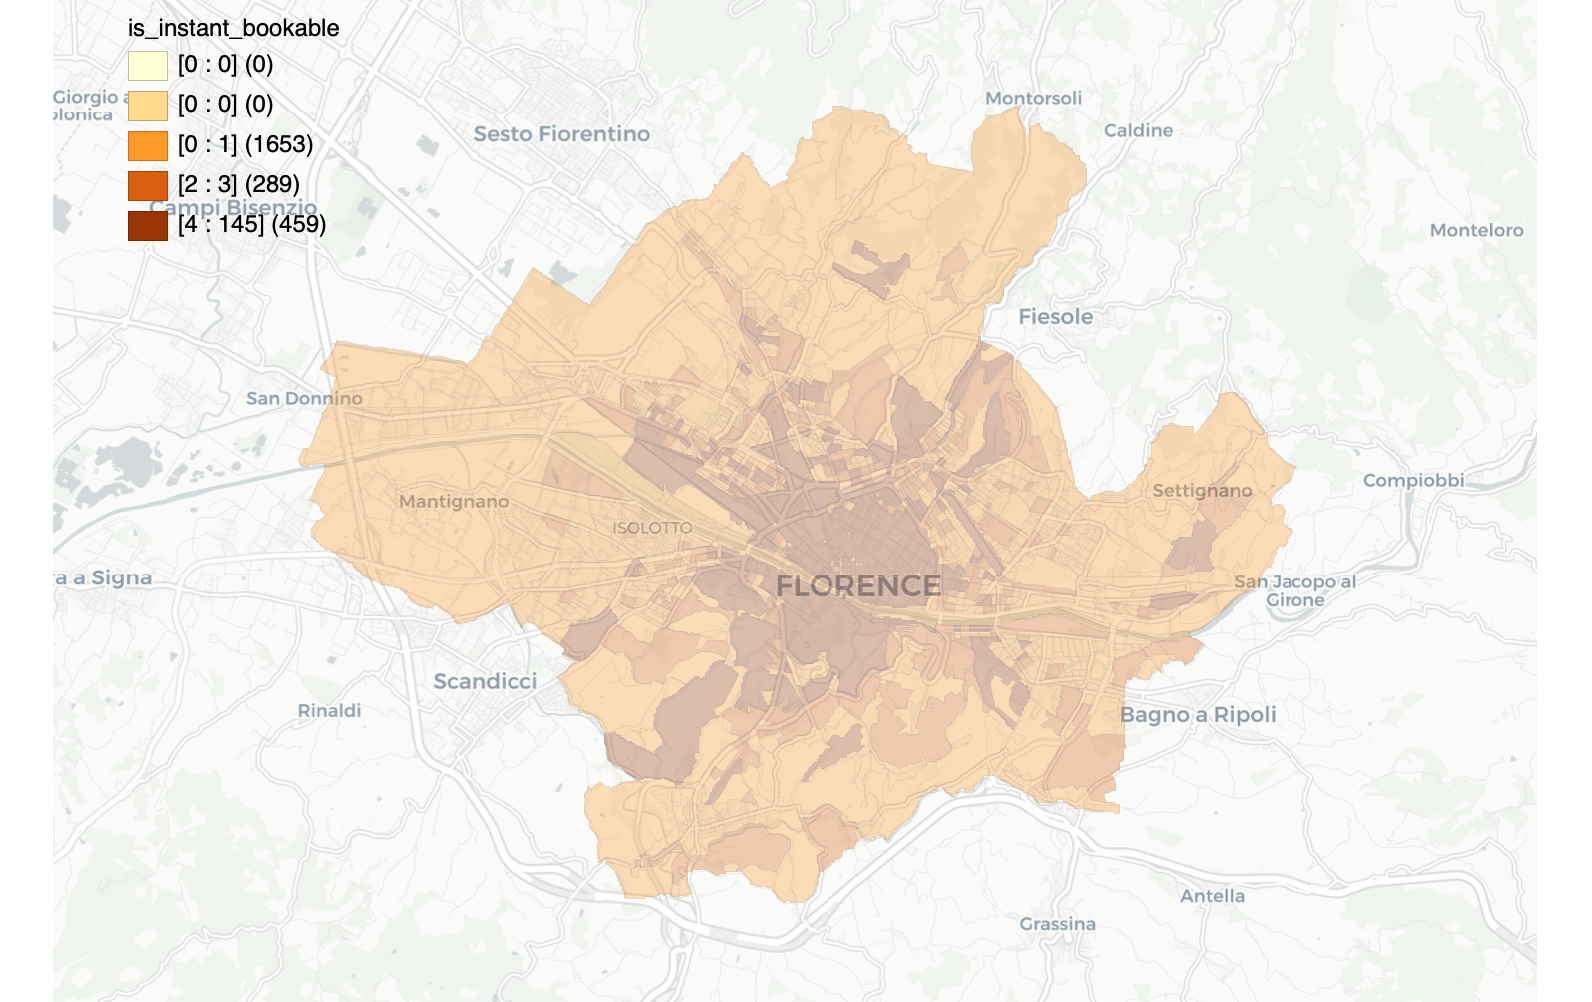 is_instant_bookable
[0 : 0] (0)
[0 : 0] (0)
[0 : 1] (1653)
[2 : 3] (289)
[4 : 145] (459)
Giorgio a
olonica
Sesto Fiorentino
Montorsoli
Caldine
Campi Bisenzio
Monteloro
Fiesole
San Donnino
Compiobbi
Settignano
Mantignano
ISOLOTTO
FLORENCE
a a Signa
San Jacopo al
Girone
Scandicci
Rinaldi
Bagno a Ripoli
Antella
Grassina